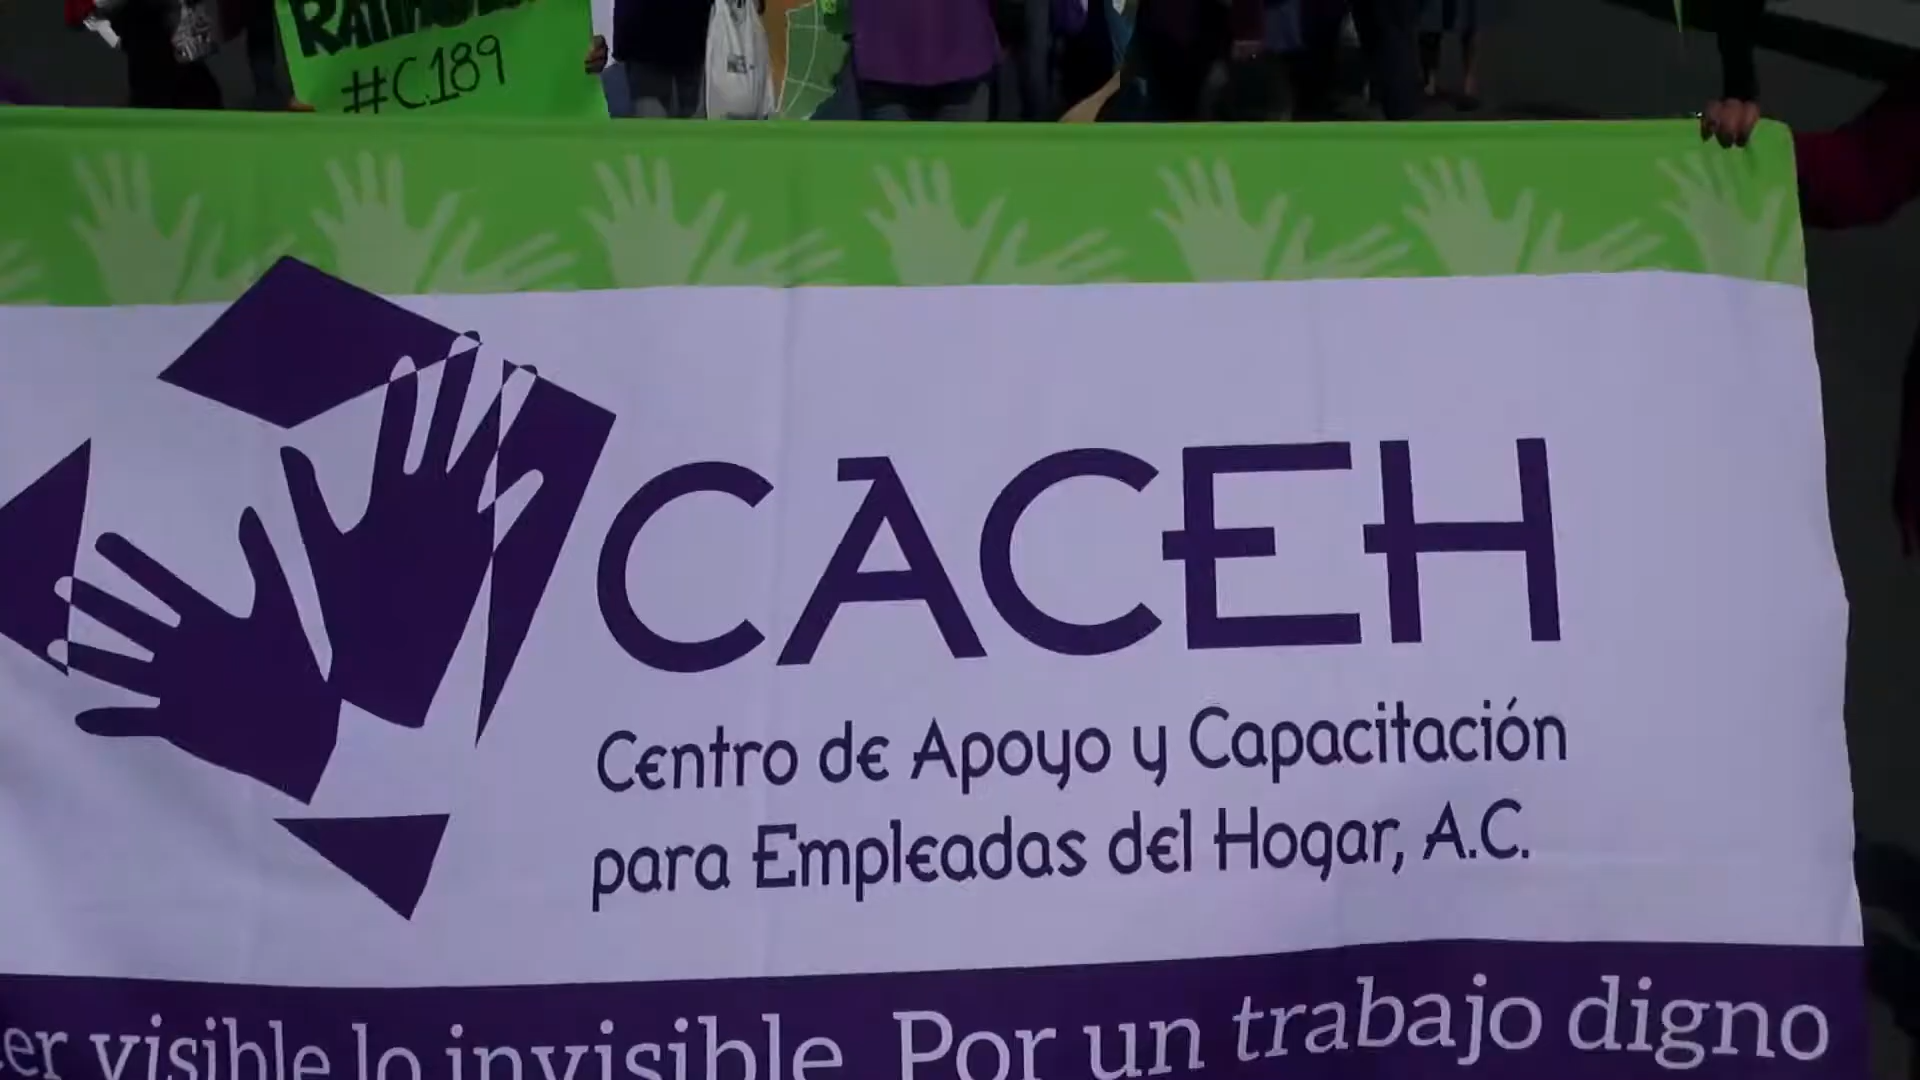 #C189
CACEH
Centro de Apoyo y Capacitación
para Empleadas del Hogar, A.C.
visible lo invisible. Por un trabajo digno